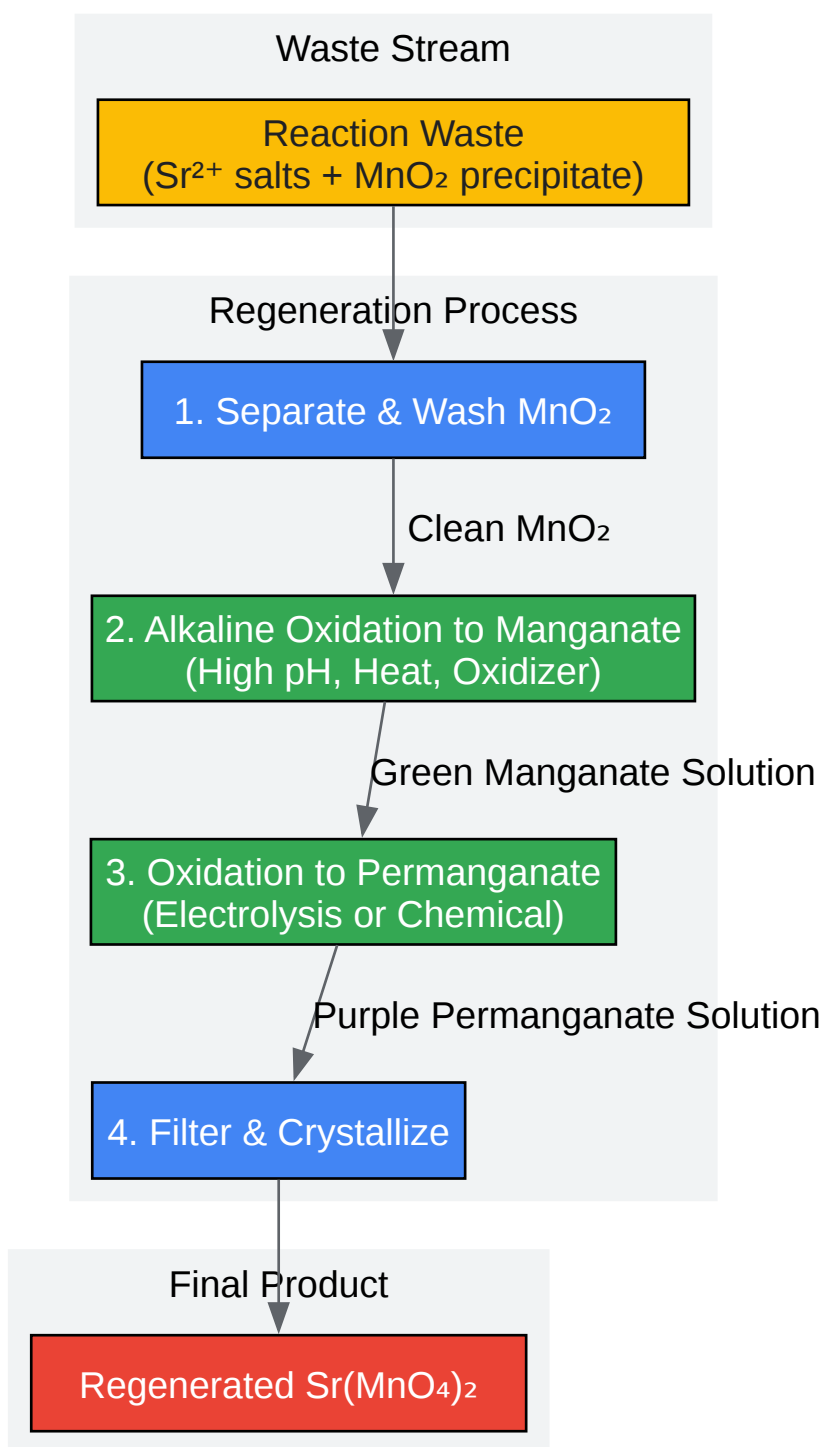 Waste Stream
Reaction Waste
(Sr²⁺ salts + MnO₂ precipitate)
Regeneration Process
1. Separate & Wash MnO₂
Clean MnO₂
2. Alkaline Oxidation to Manganate
(High pH, Heat, Oxidizer)
Green Manganate Solution
3. Oxidation to Permanganate
(Electrolysis or Chemical)
Purple Permanganate Solution
4. Filter & Crystallize
Final Product
Regenerated Sr(MnO₄)₂